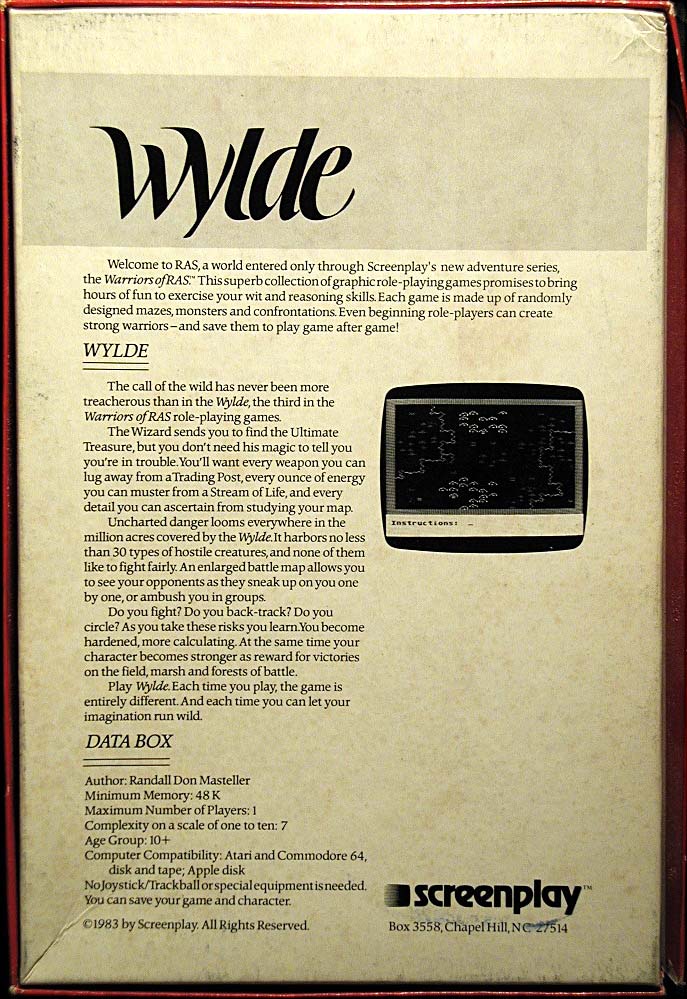 Wylde
Welcome to RAS, a world entered only through Screenplay's new adventure series,
the Warriors of RAS.™ This superb collection of graphic role-playing games promises to bring
hours of fun to exercise your wit and reasoning skills. Each game is made up of randomly
designed mazes, monsters and confrontations. Even beginning role-players can create
strong warriors – and save them to play game after game!
WYLDE
The call of the wild has never been more
treacherous than in the Wylde, the third in the
Warriors of RAS role-playing games.
The Wizard sends you to find the Ultimate
Treasure, but you don't need his magic to tell you
you're in trouble. You'll want every weapon you can
lug away from a Trading Post, every ounce of energy
you can muster from a Stream of Life, and every
detail you can ascertain from studying your map.
Uncharted danger looms everywhere in the
million acres covered by the Wylde. It harbors no less
than 30 types of hostile creatures, and none of them
like to fight fairly. An enlarged battle map allows you
to see your opponents as they sneak up on you one
by one, or ambush you in groups.
Do you fight? Do you back-track? Do you
circle? As you take these risks you learn. You become
hardened, more calculating. At the same time your
character becomes stronger as reward for victories
on the field, marsh and forests of battle.
Play Wylde. Each time you play, the game is
entirely different. And each time you can let your
imagination run wild.
Instructions: _
DATA BOX
Author: Randall Don Masteller
Minimum Memory: 48 K
Maximum Number of Players: 1
Complexity on a scale of one to ten: 7
Age Group: 10+
Computer Compatibility: Atari and Commodore 64,
disk and tape; Apple disk
No Joystick/Trackball or special equipment is needed.
You can save your game and character.
©1983 by Screenplay. All Rights Reserved.
screenplay™
Box 3558, Chapel Hill, NC 27514